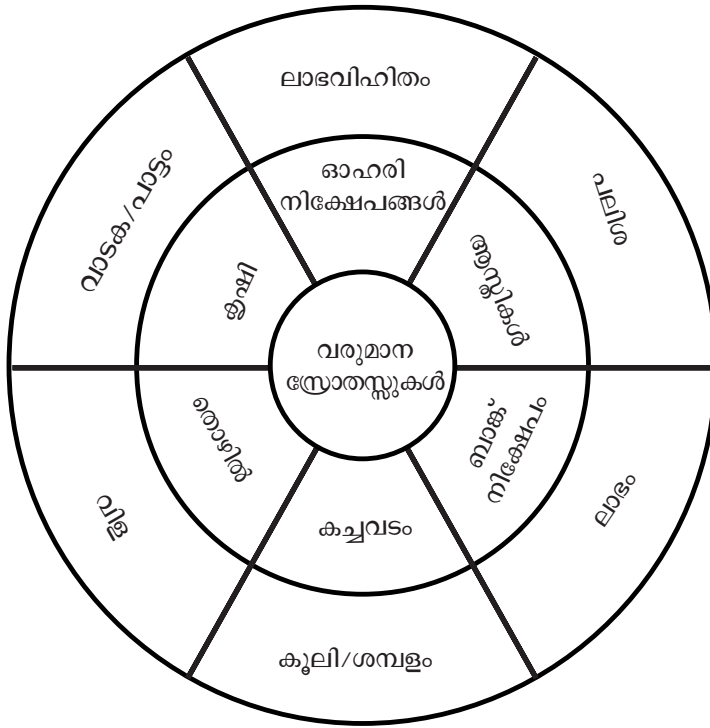 ലാഭവിഹിതം
ഓഹരി
നിക്ഷേപങ്ങൾ
വാടക/പാട്ടം
പലിശ
കൃഷി
ആസ്തികൾ
വരുമാന
സ്രോതസ്സുകൾ
തൊഴിൽ
ബാങ്ക്
നിക്ഷേപം
വിള
ലാഭം
കച്ചവടം
കൂലി/ശമ്പളം